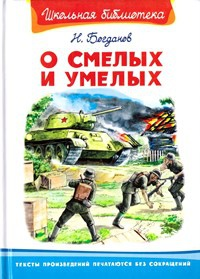 Школьная библиотека
Н. Богданов
О СМЕЛЫХ
И УМЕЛЫХ
ТЕКСТЫ ПРОИЗВЕДЕНИЙ ПЕЧАТАЮТСЯ БЕЗ СОКРАЩЕНИЙ